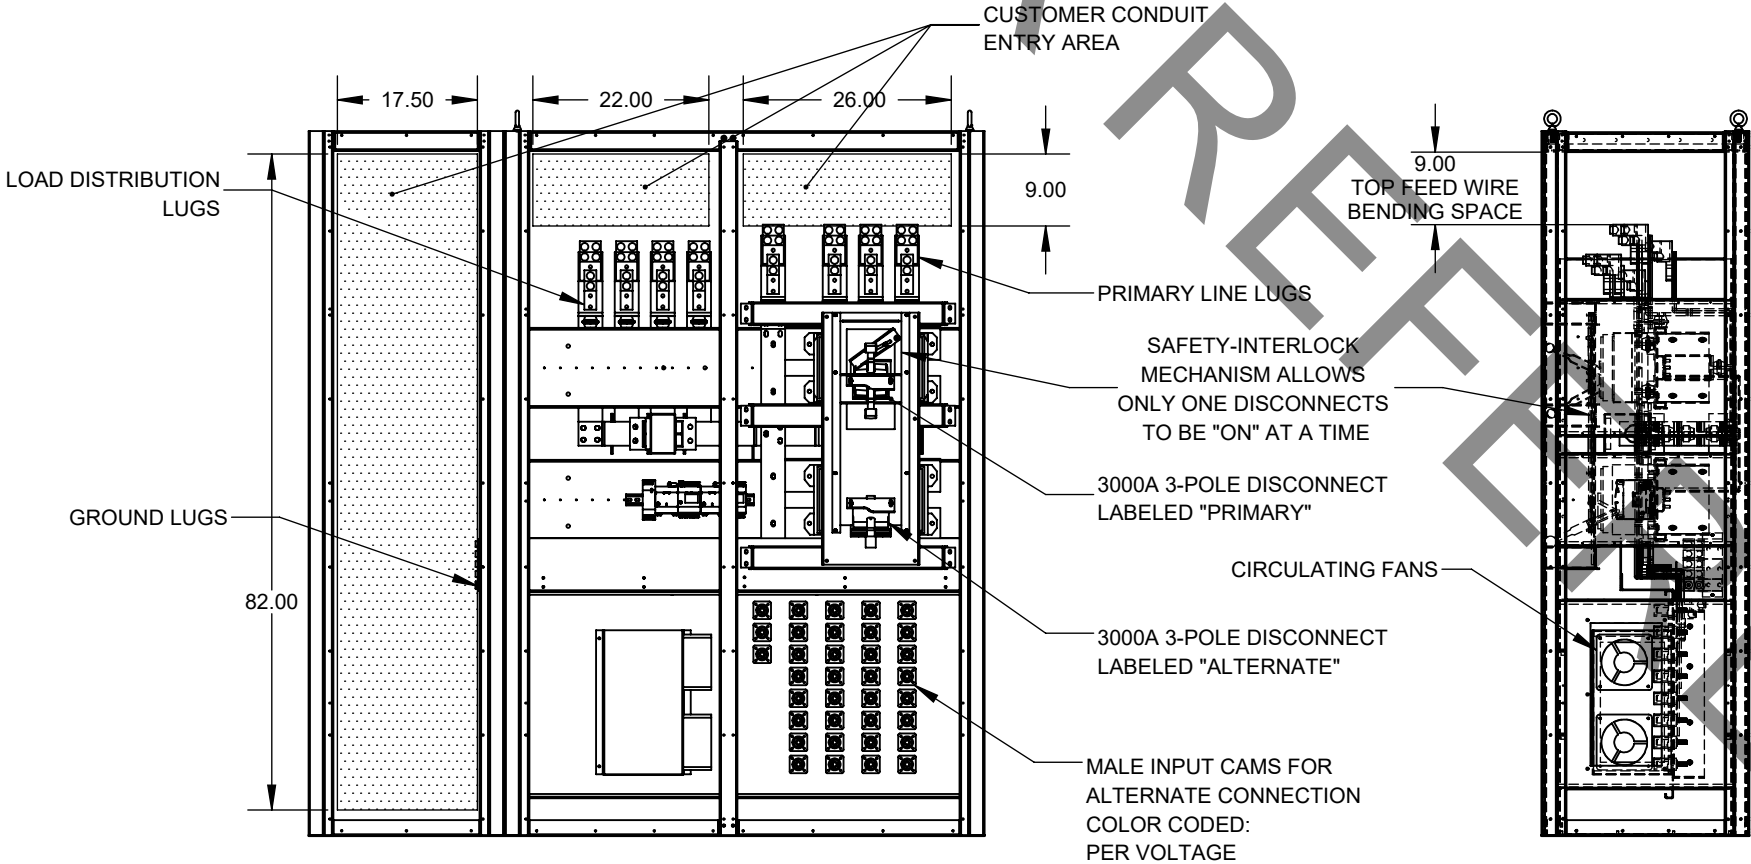 CUSTOMER CONDUIT
ENTRY AREA
17.50
22.00
26.00
LOAD DISTRIBUTION
LUGS
9.00
9.00
TOP FEED WIRE
BENDING SPACE
PRIMARY LINE LUGS
SAFETY-INTERLOCK
MECHANISM ALLOWS
ONLY ONE DISCONNECTS
TO BE "ON" AT A TIME
3000A 3-POLE DISCONNECT
LABELED "PRIMARY"
GROUND LUGS
CIRCULATING FANS
82.00
3000A 3-POLE DISCONNECT
LABELED "ALTERNATE"
MALE INPUT CAMS FOR
ALTERNATE CONNECTION
COLOR CODED:
PER VOLTAGE